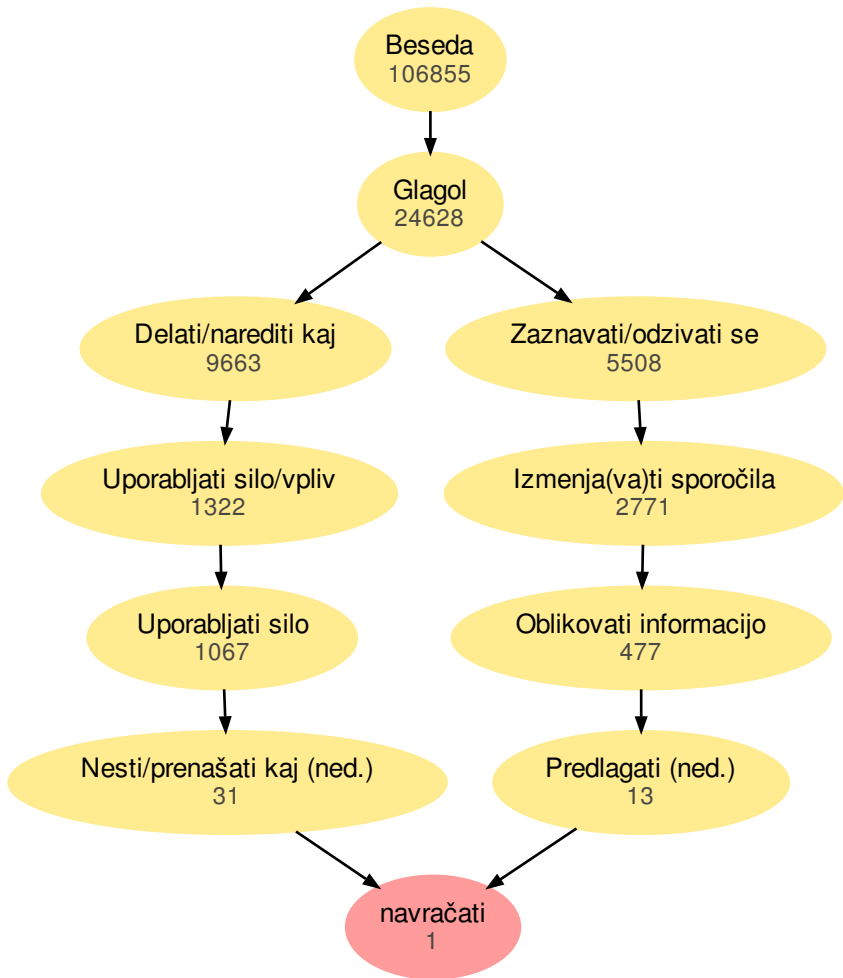 Beseda
106855
Glagol
24628
Delati/narediti kaj
9663
Zaznavati/odzivati se
5508
Uporabljati silo/vpliv
1322
Izmenja(va)ti sporočila
2771
Uporabljati silo
1067
Oblikovati informacijo
477
Nesti/prenašati kaj (ned.)
31
Predlagati (ned.)
13
navračati
1